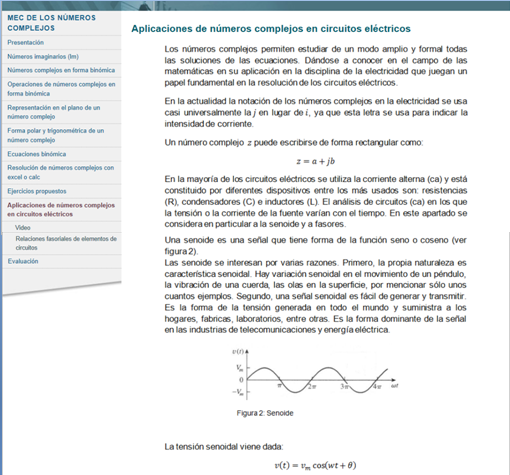 MEC DE LOS NÚMEROS
COMPLEJOS
Presentación
Números imaginarios (Im)
Números complejos en forma binómica
Operaciones de números complejos en
forma binómica
Representación en el plano de un
número complejo
Forma polar y trigonométrica de un
número complejo
Ecuaciones binómica
Resolución de números complejos con
excel o calc
Ejercicios propuestos
Aplicaciones de números complejos
en circuitos eléctricos
Video
Relaciones fasoriales de elementos de
circuitos
Evaluación
Aplicaciones de números complejos en circuitos eléctricos
Los números complejos permiten estudiar de un modo amplio y formal todas
las soluciones de las ecuaciones. Dándose a conocer en el campo de las
matemáticas en su aplicación en la disciplina de la electricidad que juegan un
papel fundamental en la resolución de los circuitos eléctricos.
En la actualidad la notación de los números complejos en la electricidad se usa
casi universalmente la j en lugar de i, ya que esta letra se usa para indicar la
intensidad de corriente.
Un número complejo z puede escribirse de forma rectangular como:
z = a + jb
En la mayoría de los circuitos eléctricos se utiliza la corriente alterna (ca) y está
constituido por diferentes dispositivos entre los más usados son: resistencias
(R), condensadores (C) e inductores (L). El análisis de circuitos (ca) en los que
la tensión o la corriente de la fuente varían con el tiempo. En este apartado se
considera en particular a la senoide y a fasores.
Una senoide es una señal que tiene forma de la función seno o coseno (ver
figura 2).
Las senoide se interesan por varias razones. Primero, la propia naturaleza es
característica senoidal. Hay variación senoidal en el movimiento de un péndulo,
la vibración de una cuerda, las olas en la superficie, por mencionar sólo unos
cuantos ejemplos. Segundo, una señal senoidal es fácil de generar y transmitir.
Es la forma de la tensión generada en todo el mundo y suministra a los
hogares, fabricas, laboratorios, entre otras. Es la forma dominante de la señal
en las industrias de telecomunicaciones y energía eléctrica.
v(t)
Vm
0
−Vm
π 2π 3π 4π ωt
Figura 2: Senoide
La tensión senoidal viene dada:
v(t) = vm cos(wt + θ)